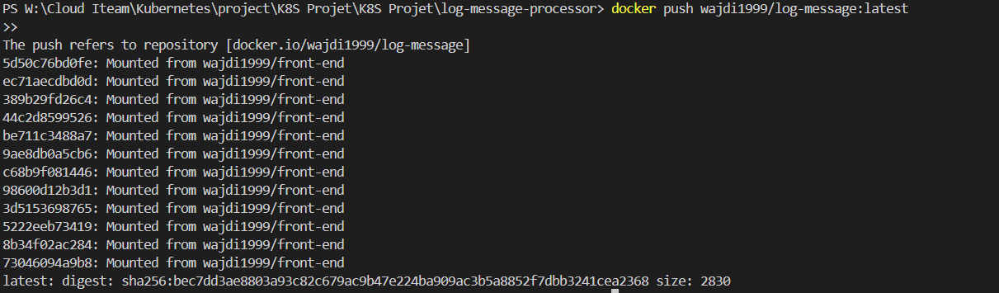 PS W:\Cloud Iteam\Kubernetes\project\K8S Projet\K8S Projet\log-message-processor> docker push wajdi1999/log-message:latest
>>
The push refers to repository [docker.io/wajdi1999/log-message]
5d50c76bd0fe: Mounted from wajdi1999/front-end
ec71aecdbd0d: Mounted from wajdi1999/front-end
389b29fd26c4: Mounted from wajdi1999/front-end
44c2d8599526: Mounted from wajdi1999/front-end
be711c3488a7: Mounted from wajdi1999/front-end
9ae8db0a5cb6: Mounted from wajdi1999/front-end
c68b9f081446: Mounted from wajdi1999/front-end
98600d12b3d1: Mounted from wajdi1999/front-end
3d5153698765: Mounted from wajdi1999/front-end
5222eeb73419: Mounted from wajdi1999/front-end
8b34f02ac284: Mounted from wajdi1999/front-end
73046094a9b8: Mounted from wajdi1999/front-end
latest: digest: sha256:bec7dd3ae8803a93c82c679ac9b47e224ba909ac3b5a8852f7dbb3241cea2368 size: 2830